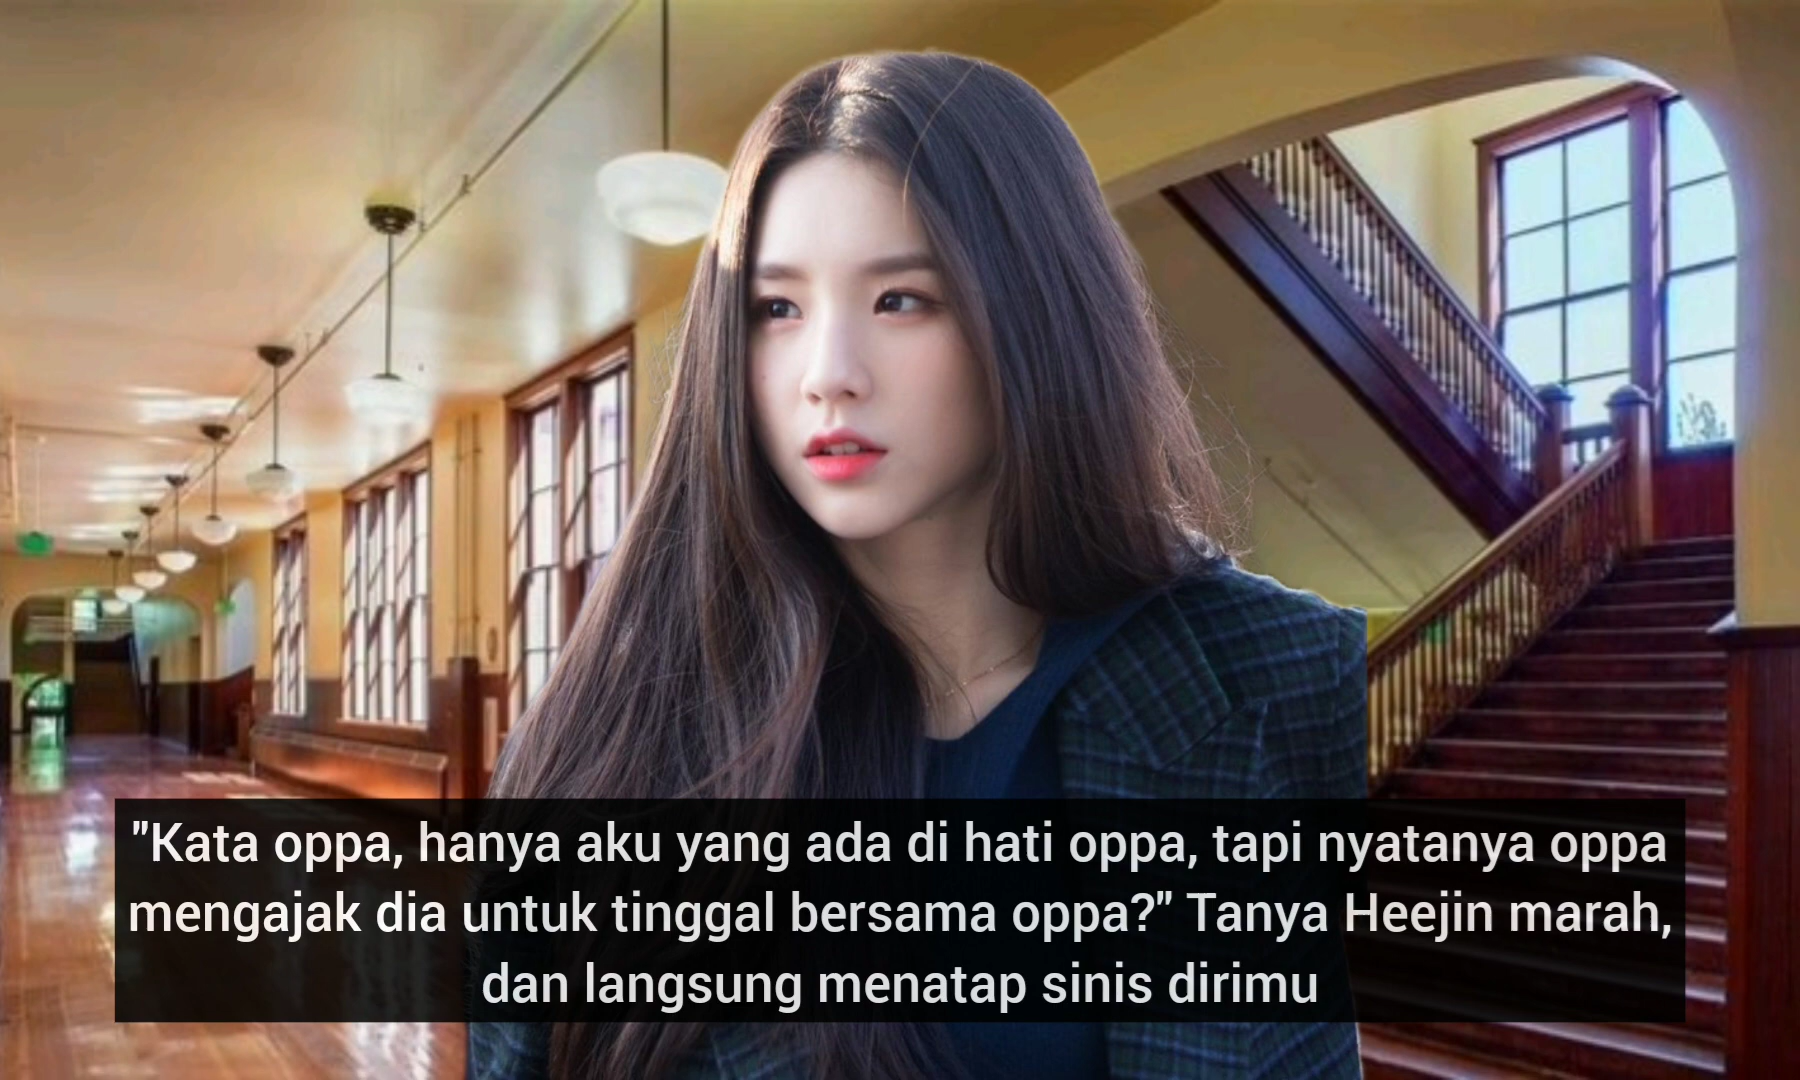 "Kata oppa, hanya aku yang ada di hati oppa, tapi nyatanya oppa
mengajak dia untuk tinggal bersama oppa?" Tanya Heejin marah,
dan langsung menatap sinis dirimu